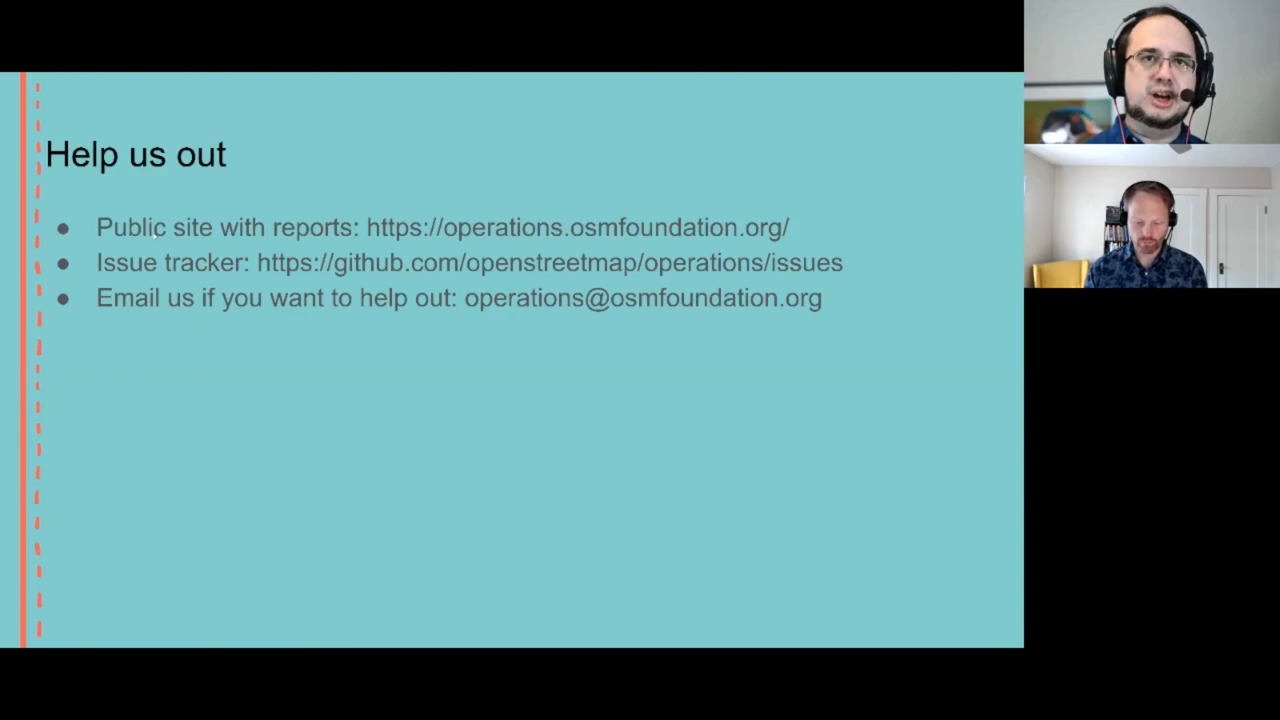 Help us out
● Public site with reports: https://operations.osmfoundation.org/
● Issue tracker: https://github.com/openstreetmap/operations/issues
● Email us if you want to help out: operations@osmfoundation.org